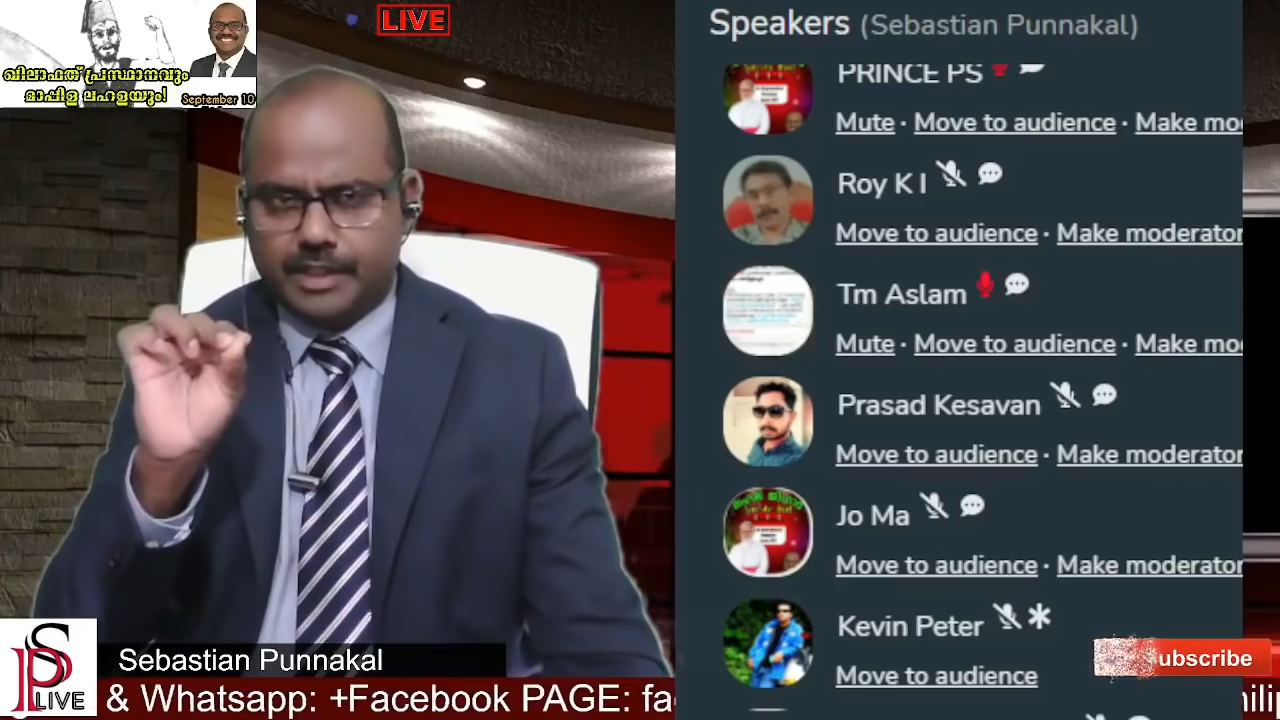 ഖിലാഫത് പ്രസ്ഥാനവും
മാപ്പിള ലഹളയും!
September 10
LIVE
Speakers (Sebastian Punnakal)
PRINCE PS
Mute · Move to audience · Make mo
Roy K I
Move to audience · Make moderator
Tm Aslam
Mute · Move to audience · Make mo
Prasad Kesavan
Move to audience · Make moderator
Jo Ma
Move to audience · Make moderator
Kevin Peter
Move to audience
ubscribe
SP LIVE
Sebastian Punnakal
& Whatsapp: +Facebook PAGE: fa
ili